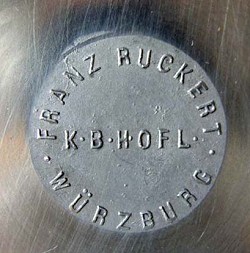 FRANZ RUCKERT
K·B·HOFL·
· WÜRZBURG ·